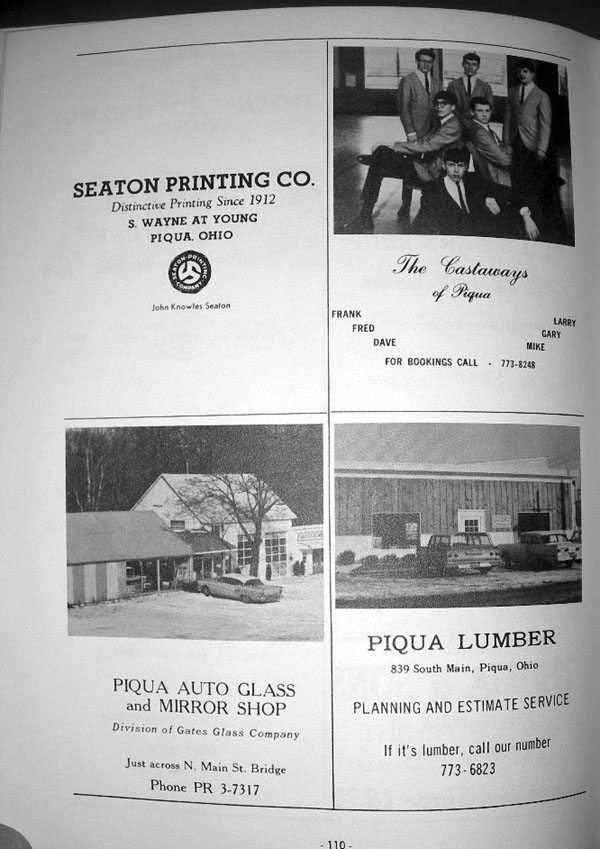 SEATON PRINTING CO.
Distinctive Printing Since 1912
S. WAYNE AT YOUNG
PIQUA, OHIO
SEATON-PRINTING
COMPANY
John Knowles Seaton
The Castaways
of Piqua
FRANK
FRED
DAVE
LARRY
GARY
MIKE
FOR BOOKINGS CALL - 773-8248
PIQUA AUTO GLASS
and MIRROR SHOP
Division of Gates Glass Company
Just across N. Main St. Bridge
Phone PR 3-7317
PIQUA LUMBER
839 South Main, Piqua, Ohio
PLANNING AND ESTIMATE SERVICE
If it's lumber, call our number
773-6823
- 110 -